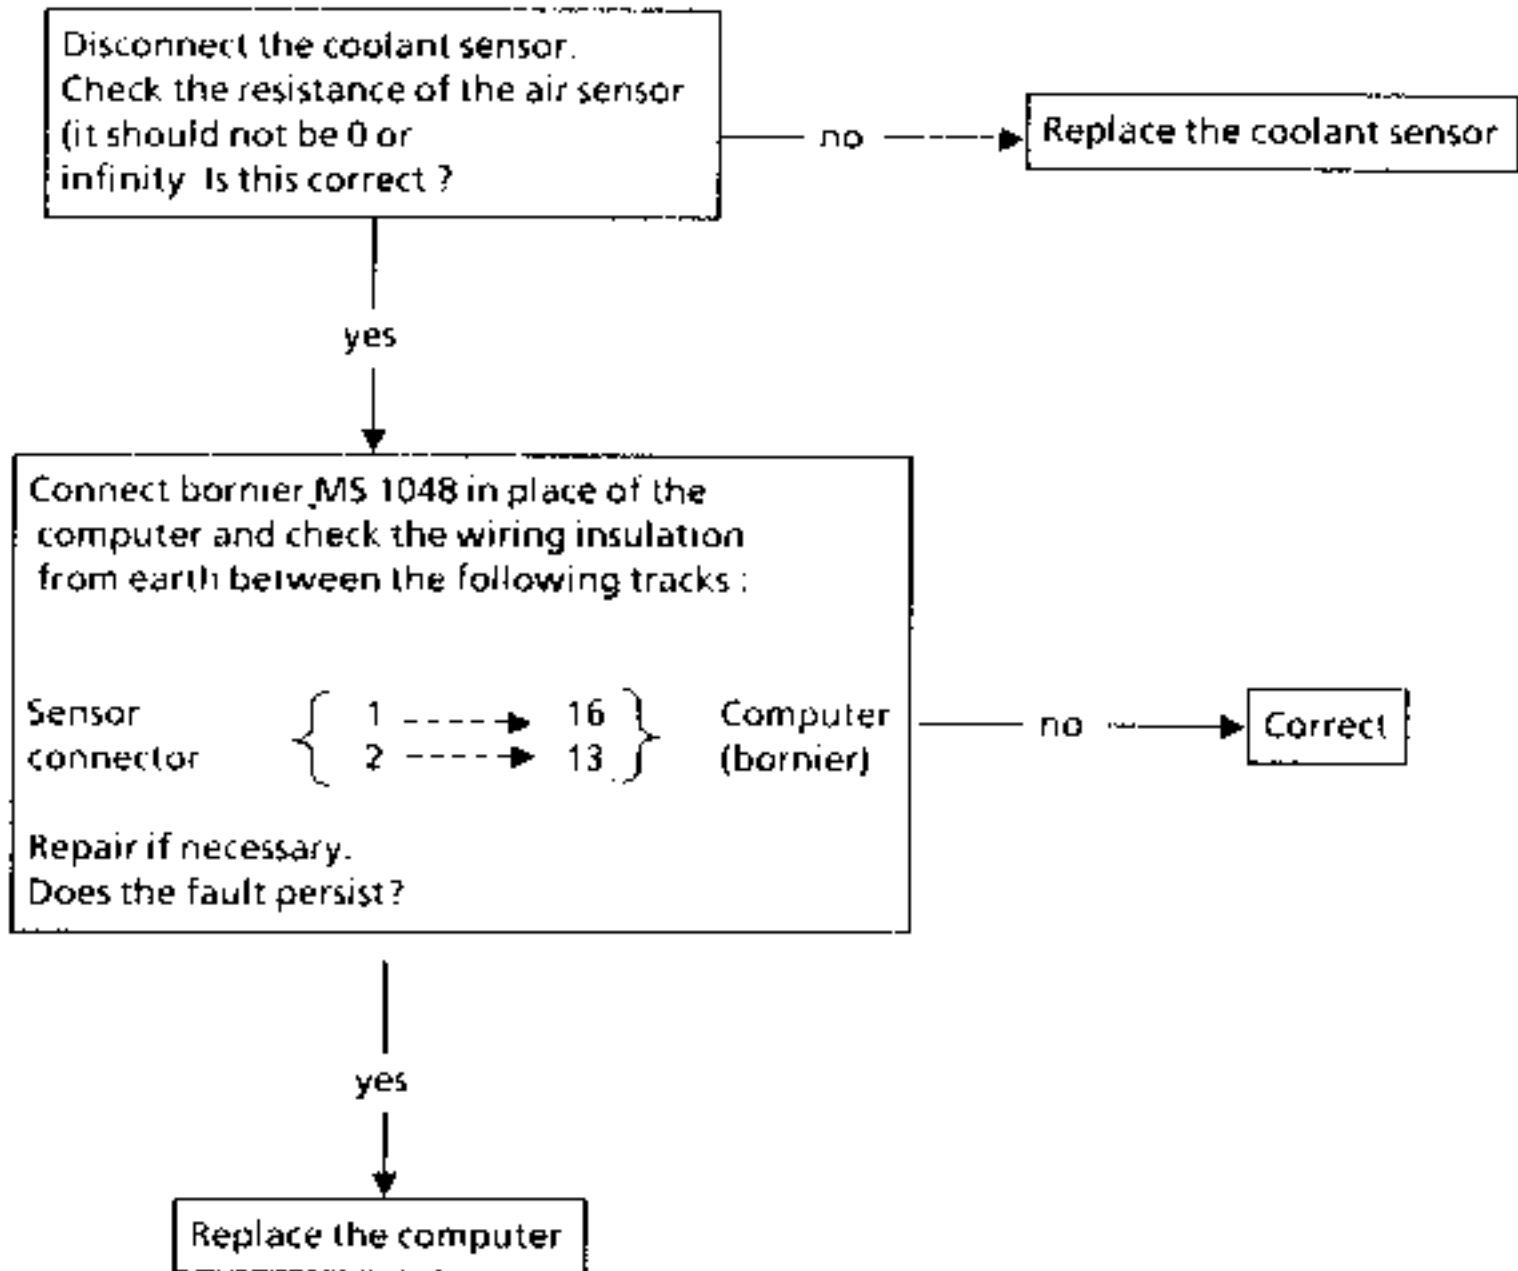 Disconnect the coolant sensor.
Check the resistance of the air sensor
(it should not be 0 or
infinity Is this correct ?
no
Replace the coolant sensor
yes
Connect bornier MS 1048 in place of the
computer and check the wiring insulation
from earth between the following tracks :
Sensor 1 16 Computer
connector 2 13 (bornier)
no
Correct
Repair if necessary.
Does the fault persist?
yes
Replace the computer